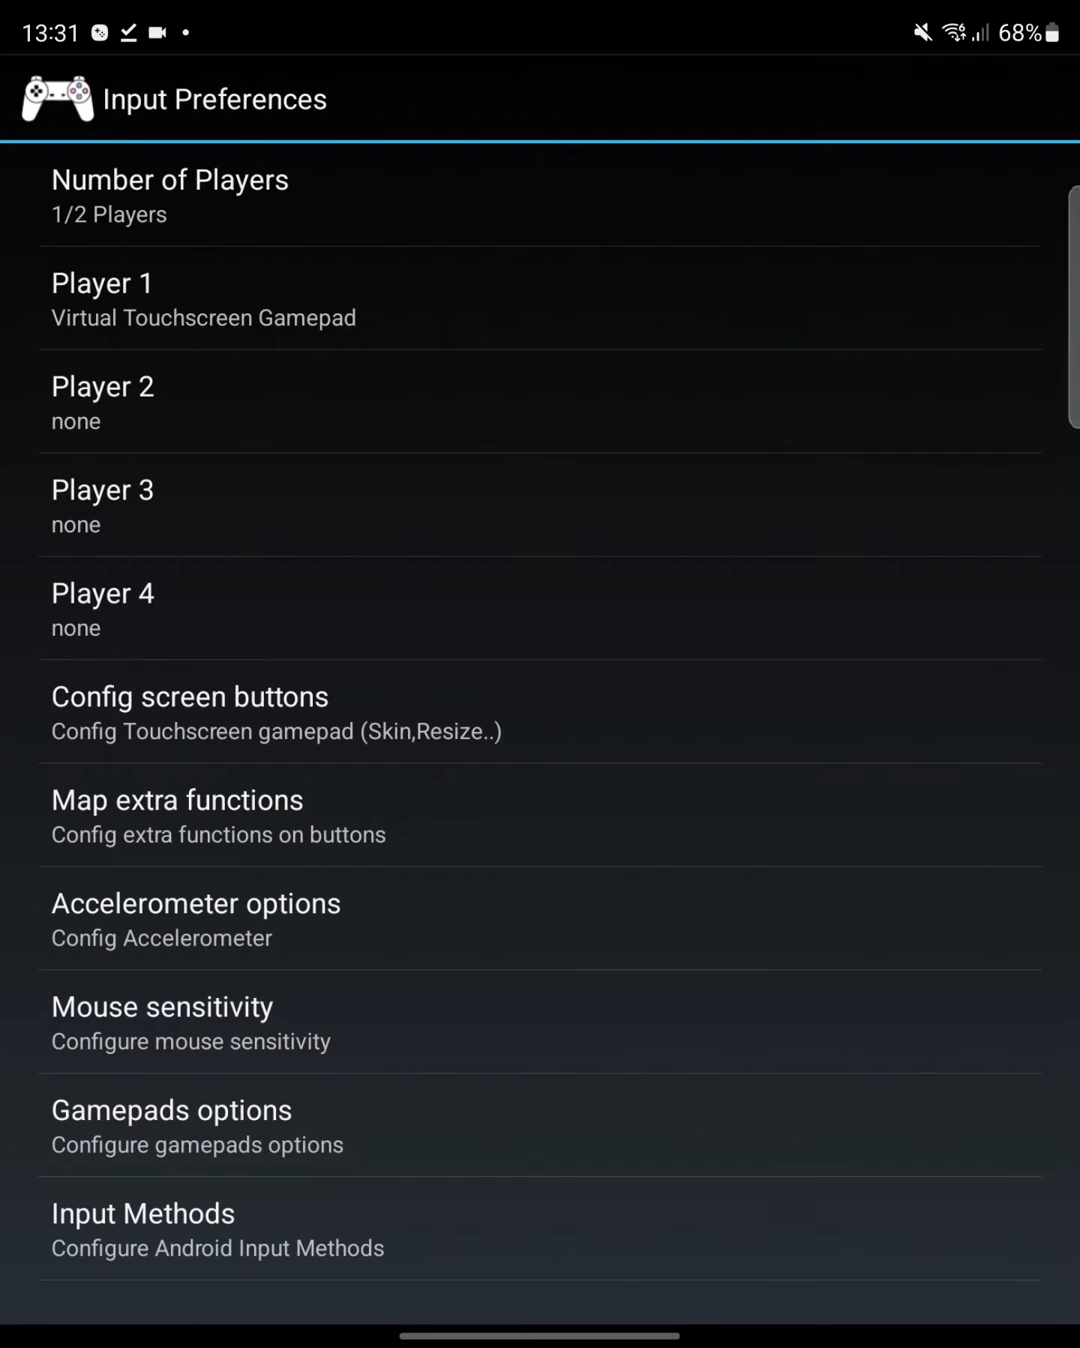 13:31
68%
Input Preferences
Number of Players
1/2 Players
Player 1
Virtual Touchscreen Gamepad
Player 2
none
Player 3
none
Player 4
none
Config screen buttons
Config Touchscreen gamepad (Skin,Resize..)
Map extra functions
Config extra functions on buttons
Accelerometer options
Config Accelerometer
Mouse sensitivity
Configure mouse sensitivity
Gamepads options
Configure gamepads options
Input Methods
Configure Android Input Methods